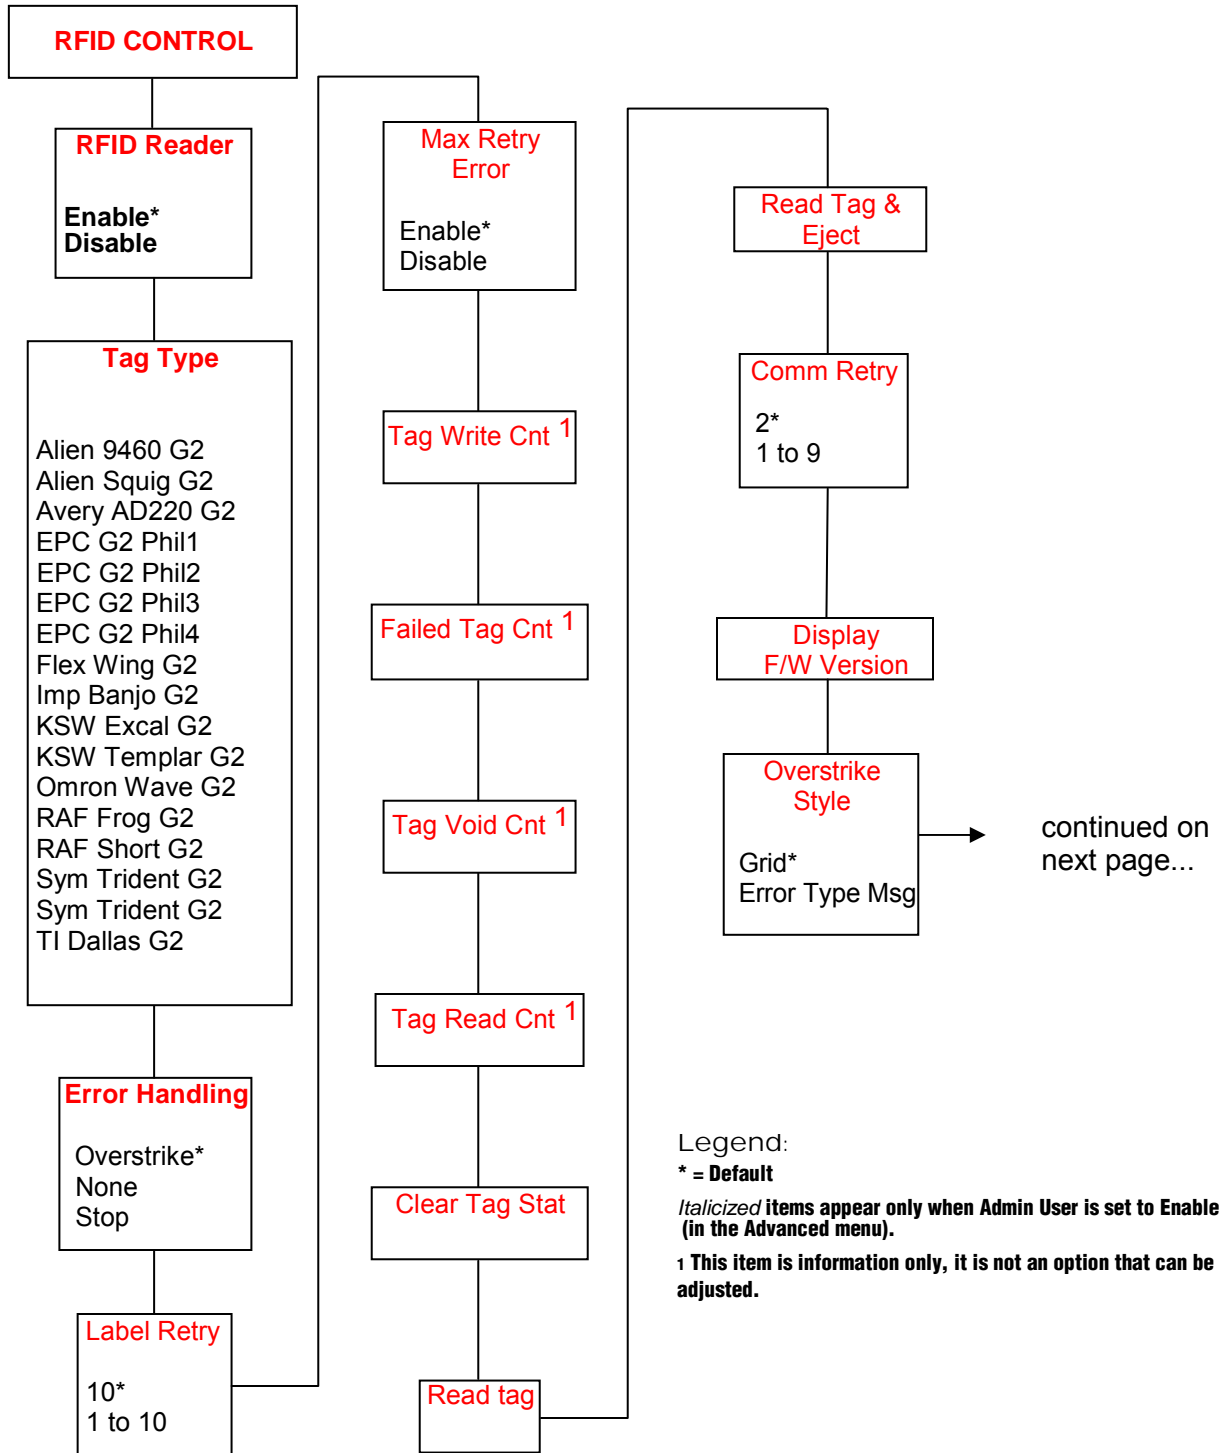 RFID CONTROL
RFID Reader
Enable*
Disable
Tag Type
Alien 9460 G2
Alien Squig G2
Avery AD220 G2
EPC G2 Phil1
EPC G2 Phil2
EPC G2 Phil3
EPC G2 Phil4
Flex Wing G2
Imp Banjo G2
KSW Excal G2
KSW Templar G2
Omron Wave G2
RAF Frog G2
RAF Short G2
Sym Trident G2
Sym Trident G2
TI Dallas G2
Error Handling
Overstrike*
None
Stop
Label Retry
10*
1 to 10
Max Retry
Error
Enable*
Disable
Tag Write Cnt 1
Failed Tag Cnt 1
Tag Void Cnt 1
Tag Read Cnt 1
Clear Tag Stat
Read tag
Read Tag &
Eject
Comm Retry
2*
1 to 9
Display
F/W Version
Overstrike
Style
Grid*
Error Type Msg
continued on
next page...
Legend:
* = Default
Italicized items appear only when Admin User is set to Enable
(in the Advanced menu).
1 This item is information only, it is not an option that can be
adjusted.